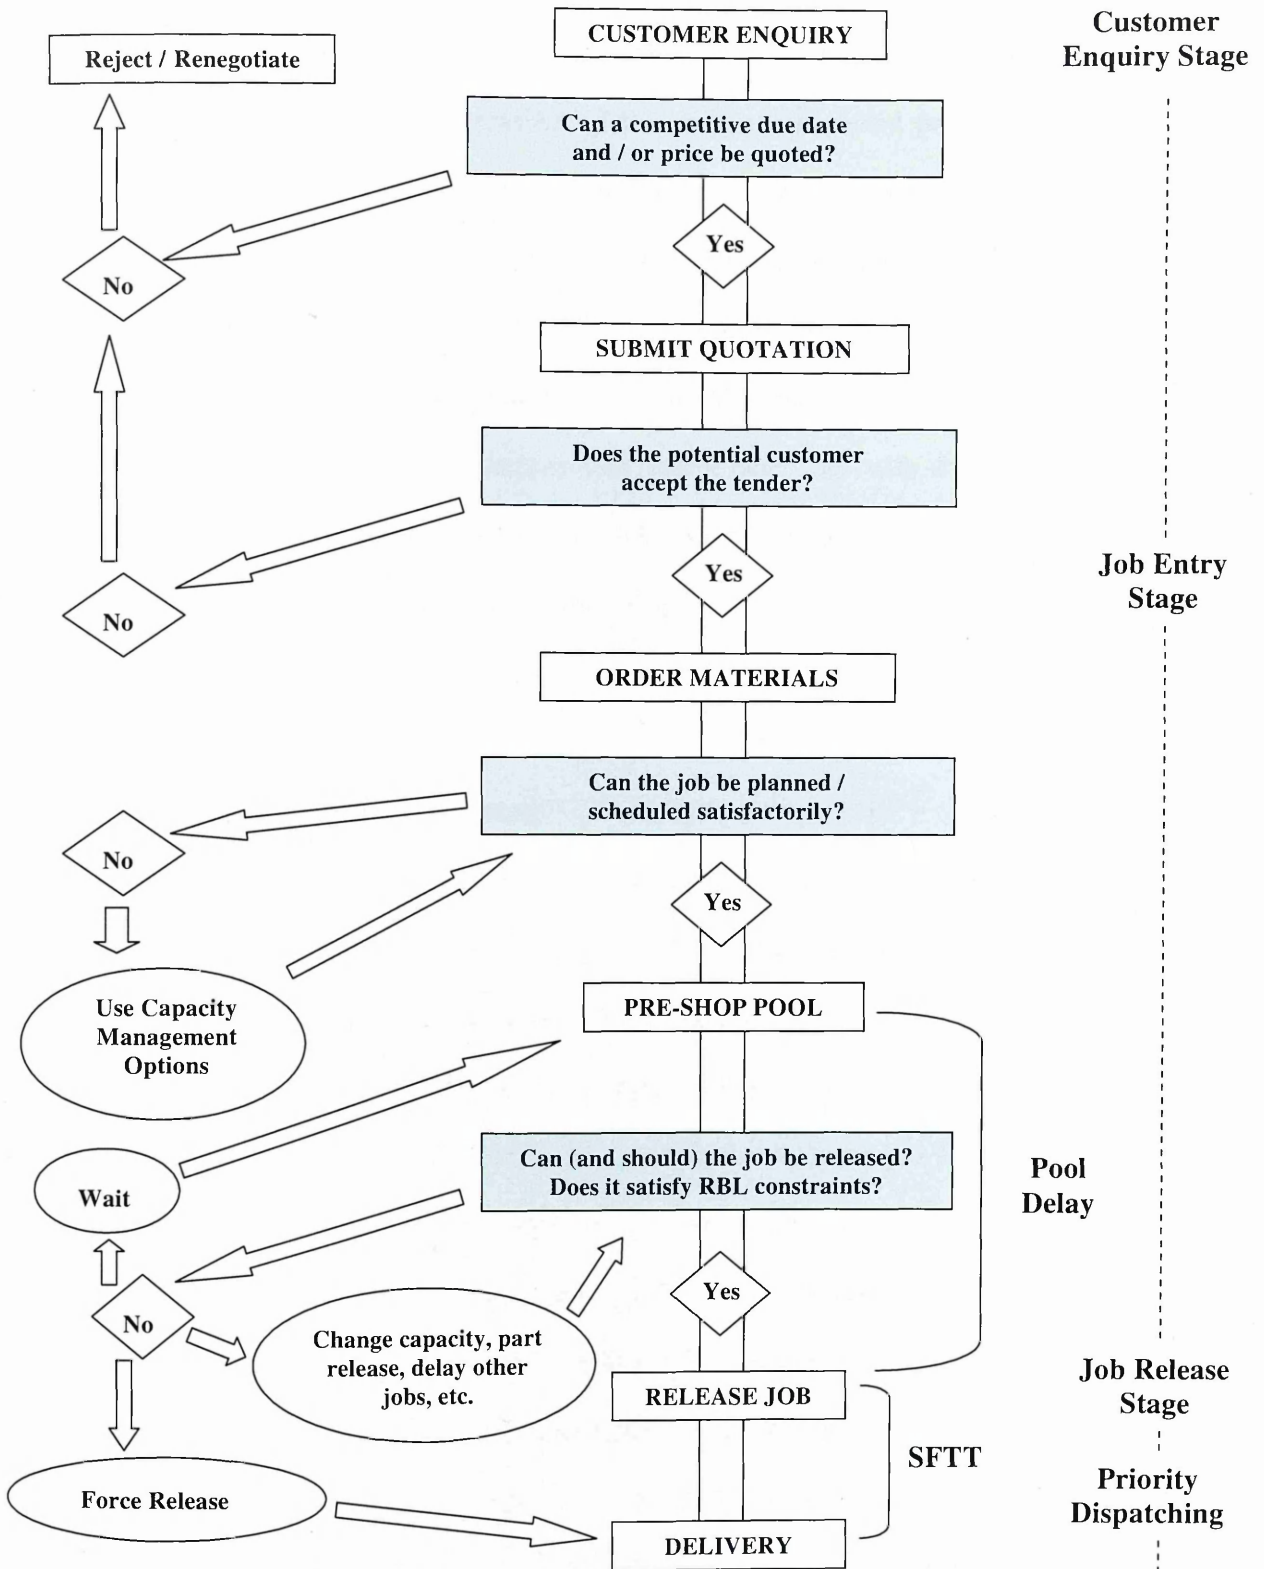 CUSTOMER ENQUIRY
Customer
Enquiry Stage
Reject / Renegotiate
Can a competitive due date
and / or price be quoted?
Yes
No
SUBMIT QUOTATION
Does the potential customer
accept the tender?
Yes
No
Job Entry
Stage
ORDER MATERIALS
Can the job be planned /
scheduled satisfactorily?
No
Yes
Use Capacity
Management
Options
PRE-SHOP POOL
Can (and should) the job be released?
Does it satisfy RBL constraints?
Pool
Delay
Wait
No
Yes
Change capacity, part
release, delay other
jobs, etc.
RELEASE JOB
Job Release
Stage
SFTT
Force Release
Priority
Dispatching
DELIVERY